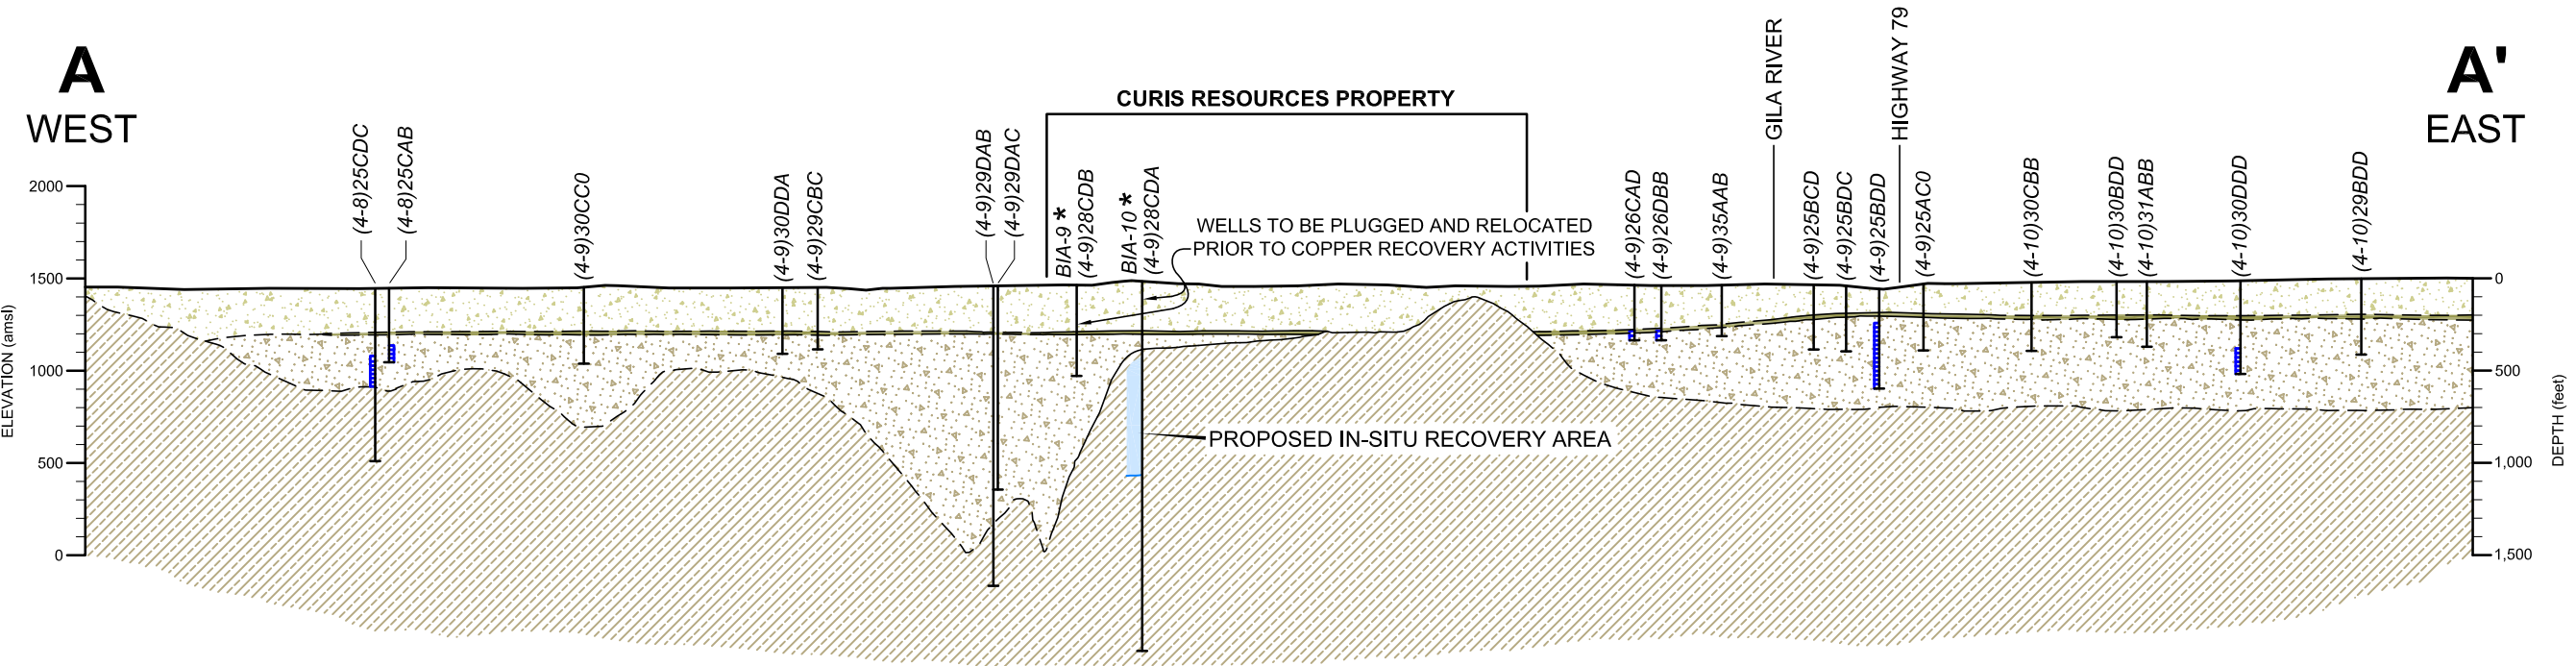 A
WEST
A'
EAST
CURIS RESOURCES PROPERTY
GILA RIVER
HIGHWAY 79
(4-8)25CDC
(4-8)25CAB
(4-9)30CC0
(4-9)30DDA
(4-9)29CBC
(4-9)29DAB
(4-9)29DAC
BIA-9 *
(4-9)28CDB
BIA-10 *
(4-9)28CDA
WELLS TO BE PLUGGED AND RELOCATED
PRIOR TO COPPER RECOVERY ACTIVITIES
(4-9)26CAD
(4-9)26DBB
(4-9)35AAB
(4-9)25BCD
(4-9)25BDC
(4-9)25BDD
(4-9)25AC0
(4-10)30CBB
(4-10)30BDD
(4-10)31ABB
(4-10)30DDD
(4-10)29BDD
ELEVATION (amsl)
2000
1500
1000
500
0
PROPOSED IN-SITU RECOVERY AREA
0
500
1,000
1,500
DEPTH (feet)